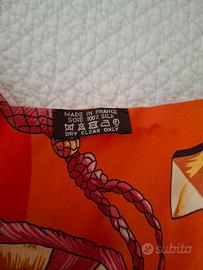 MADE IN FRANCE
SOIE 100% SILK
DRY CLEAN ONLY
subito